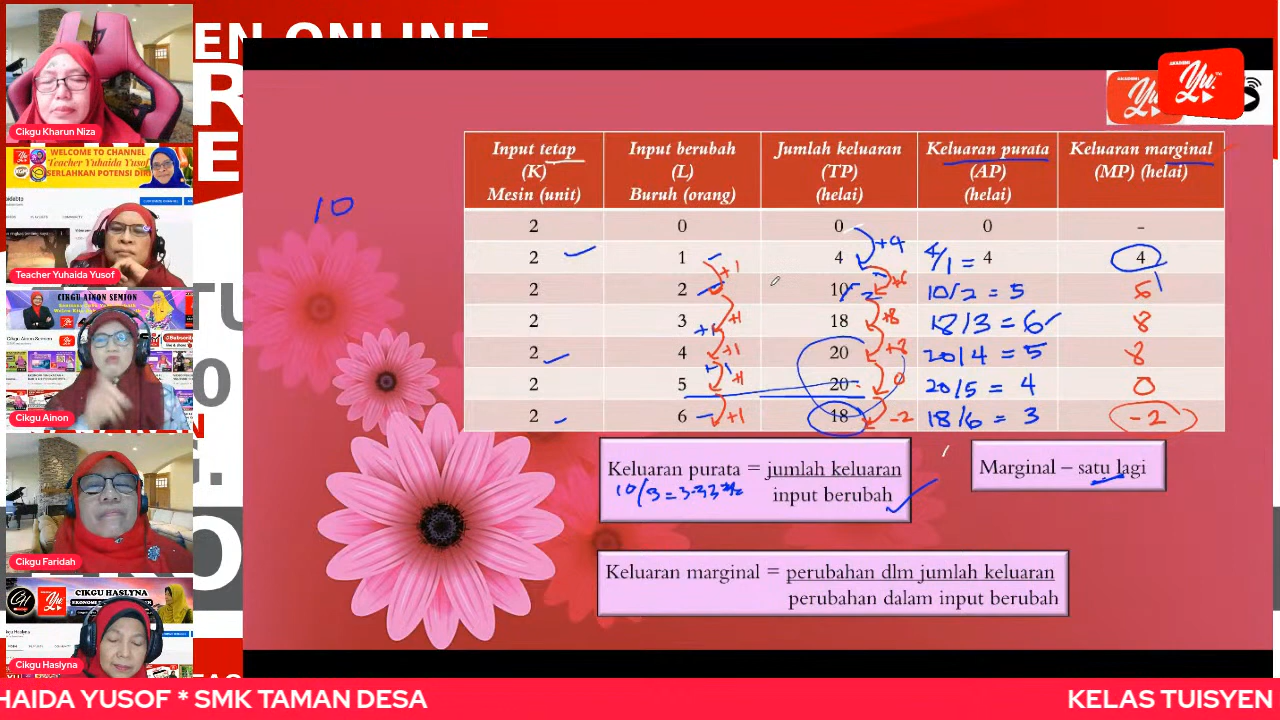 EN ONLINE
Cikgu Kharun Niza
WELCOME TO CHANNEL
Teacher Yuhaida Yusof
SERLAHKAN POTENSI DIRI
Teacher Yuhaida Yusof
CIKGU AINON SEMION
Cikgu Ainon
Cikgu Faridah
CIKGU HASLYNA
Cikgu Haslyna
Yu.
10
Input tetap (K) Mesin (unit)
Input berubah (L) Buruh (orang)
Jumlah keluaran (TP) (helai)
Keluaran purata (AP) (helai)
Keluaran marginal (MP) (helai)
2 0 0 0 -
+4
2 1 4 4/1 = 4 4
+1 +6
2 2 10 10/2 = 5 6
+1 +8
2 3 18 18/3 = 6 8
+1
2 4 20 20/4 = 5 8
+1 0
2 5 20 20/5 = 4 0
+1 -2
2 6 18 18/6 = 3 -2
Keluaran purata = jumlah keluaran
input berubah
10/3 = 3.33
Marginal – satu lagi
Keluaran marginal = perubahan dlm jumlah keluaran
perubahan dalam input berubah
HAIDA YUSOF * SMK TAMAN DESA
KELAS TUISYEN